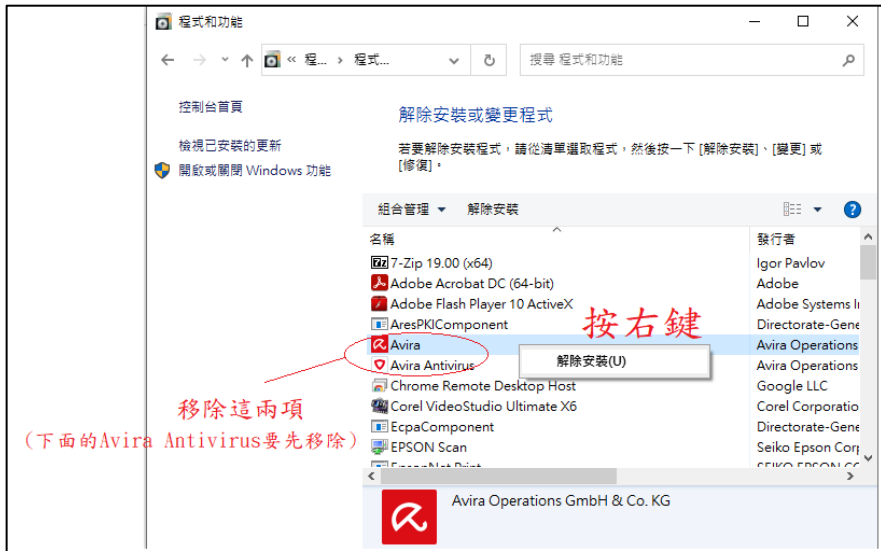 程式和功能
« 程... › 程式...
搜尋 程式和功能
控制台首頁
檢視已安裝的更新
開啟或關閉 Windows 功能
解除安裝或變更程式
若要解除安裝程式，請從清單選取程式，然後按一下 [解除安裝]、[變更] 或
[修復]。
組合管理 解除安裝
名稱 發行者
7z 7-Zip 19.00 (x64) Igor Pavlov
Adobe Acrobat DC (64-bit) Adobe
Adobe Flash Player 10 ActiveX Adobe Systems I
AresPKIComponent Directorate-Gene
按右鍵
Avira Avira Operations
Avira Antivirus Avira Operations
解除安裝(U)
Chrome Remote Desktop Host Google LLC
Corel VideoStudio Ultimate X6 Corel Corporatio
EcpaComponent Directorate-Gene
EPSON Scan Seiko Epson Corp
移除這兩項
(下面的Avira Antivirus要先移除)
Avira Operations GmbH & Co. KG